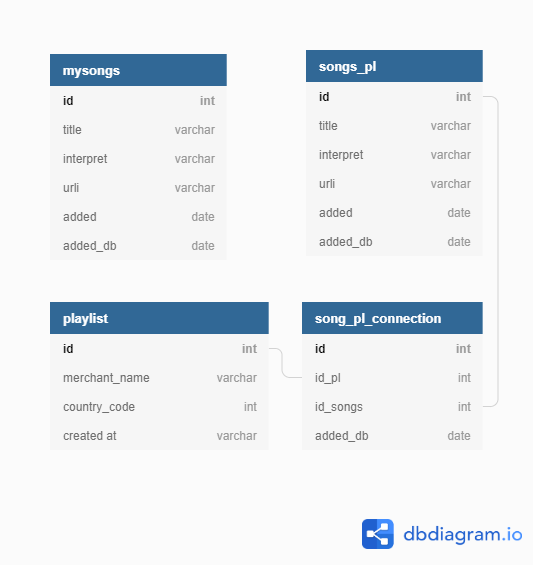 mysongs
id int
title varchar
interpret varchar
urli varchar
added date
added_db date
songs_pl
id int
title varchar
interpret varchar
urli varchar
added date
added_db date
playlist
id int
merchant_name varchar
country_code int
created at varchar
song_pl_connection
id int
id_pl int
id_songs int
added_db date
dbdiagram.io